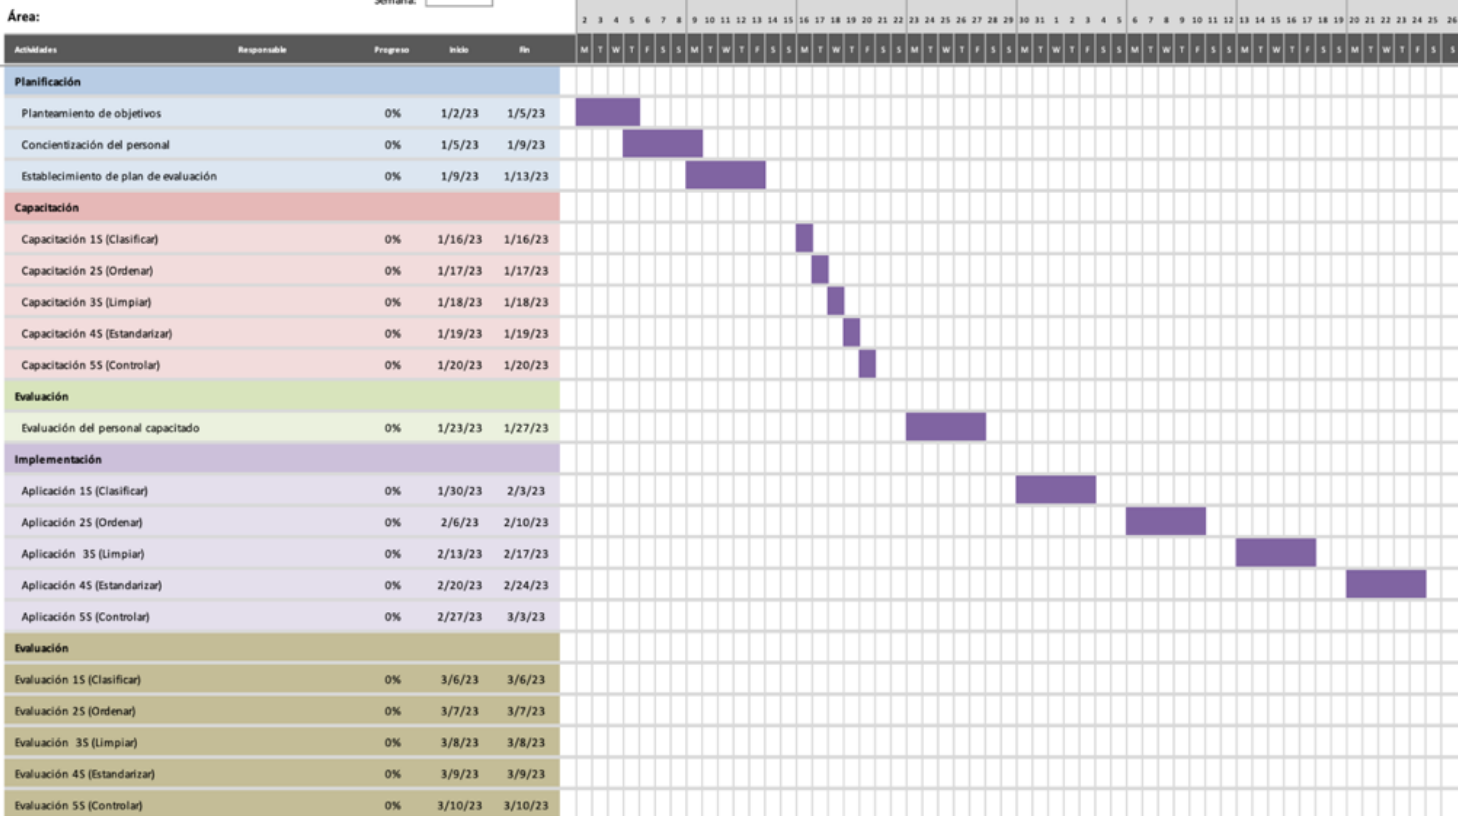 Semana:
Área:
2 3 4 5 6 7 8 9 10 11 12 13 14 15 16 17 18 19 20 21 22 23 24 25 26 27 28 29 30 31 1 2 3 4 5 6 7 8 9 10 11 12 13 14 15 16 17 18 19 20 21 22 23 24 25 26
Actividades Responsable Progreso Inicio Fin M T W T F S S M T W T F S S M T W T F S S M T W T F S S M T W T F S S M T W T F S S M T W T F S S M T W T F S S
Planificación
Planteamiento de objetivos 0% 1/2/23 1/5/23
Concientización del personal 0% 1/5/23 1/9/23
Establecimiento de plan de evaluación 0% 1/9/23 1/13/23
Capacitación
Capacitación 1S (Clasificar) 0% 1/16/23 1/16/23
Capacitación 2S (Ordenar) 0% 1/17/23 1/17/23
Capacitación 3S (Limpiar) 0% 1/18/23 1/18/23
Capacitación 4S (Estandarizar) 0% 1/19/23 1/19/23
Capacitación 5S (Controlar) 0% 1/20/23 1/20/23
Evaluación
Evaluación del personal capacitado 0% 1/23/23 1/27/23
Implementación
Aplicación 1S (Clasificar) 0% 1/30/23 2/3/23
Aplicación 2S (Ordenar) 0% 2/6/23 2/10/23
Aplicación 3S (Limpiar) 0% 2/13/23 2/17/23
Aplicación 4S (Estandarizar) 0% 2/20/23 2/24/23
Aplicación 5S (Controlar) 0% 2/27/23 3/3/23
Evaluación
Evaluación 1S (Clasificar) 0% 3/6/23 3/6/23
Evaluación 2S (Ordenar) 0% 3/7/23 3/7/23
Evaluación 3S (Limpiar) 0% 3/8/23 3/8/23
Evaluación 4S (Estandarizar) 0% 3/9/23 3/9/23
Evaluación 5S (Controlar) 0% 3/10/23 3/10/23